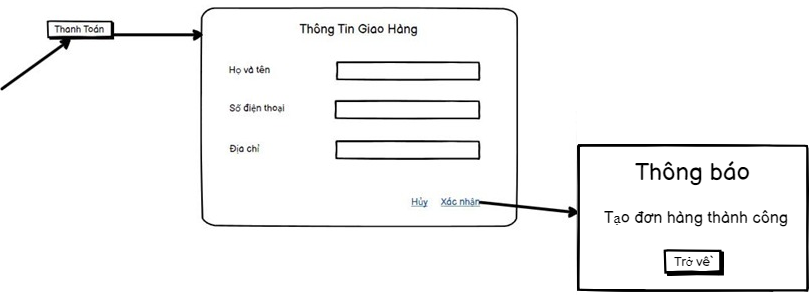 Thanh Toán
Thông Tin Giao Hàng
Họ và tên
Số điện thoại
Địa chỉ
Hủy Xác nhận
Thông báo
Tạo đơn hàng thành công
Trở về